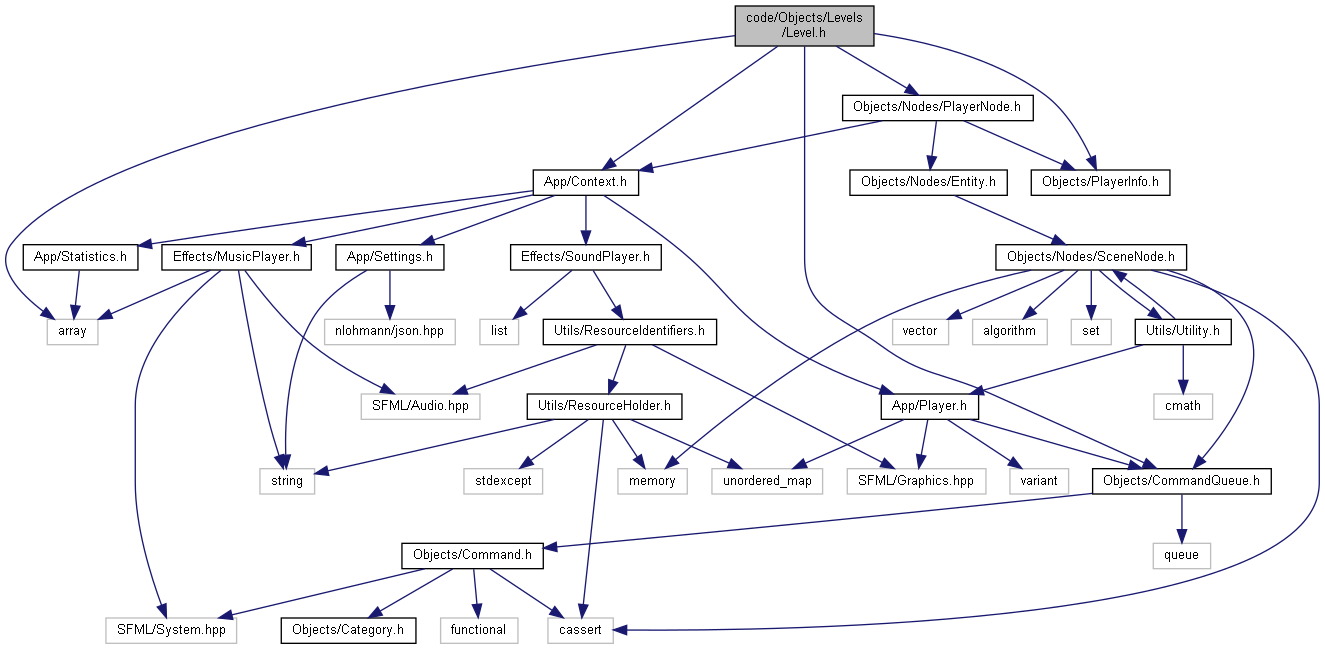 code/Objects/Levels
/Level.h
Objects/Nodes/PlayerNode.h
App/Context.h
Objects/Nodes/Entity.h
Objects/PlayerInfo.h
App/Statistics.h
Effects/MusicPlayer.h
App/Settings.h
Effects/SoundPlayer.h
Objects/Nodes/SceneNode.h
array
nlohmann/json.hpp
list
Utils/ResourceIdentifiers.h
vector
algorithm
set
Utils/Utility.h
SFML/Audio.hpp
Utils/ResourceHolder.h
App/Player.h
cmath
string
stdexcept
memory
unordered_map
SFML/Graphics.hpp
variant
Objects/CommandQueue.h
Objects/Command.h
queue
SFML/System.hpp
Objects/Category.h
functional
cassert